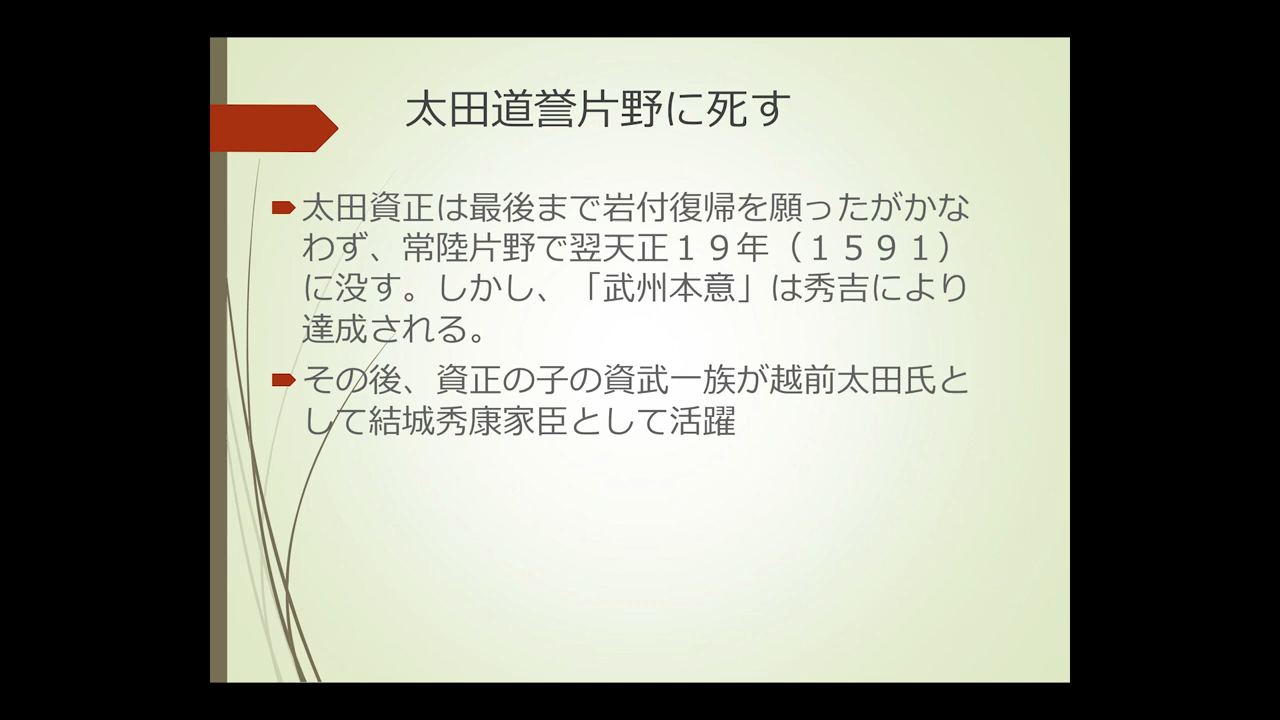 太田道誉片野に死す
太田資正は最後まで岩付復帰を願ったがかな
わず、常陸片野で翌天正１９年（１５９１）
に没す。しかし、「武州本意」は秀吉により
達成される。
その後、資正の子の資武一族が越前太田氏と
して結城秀康家臣として活躍